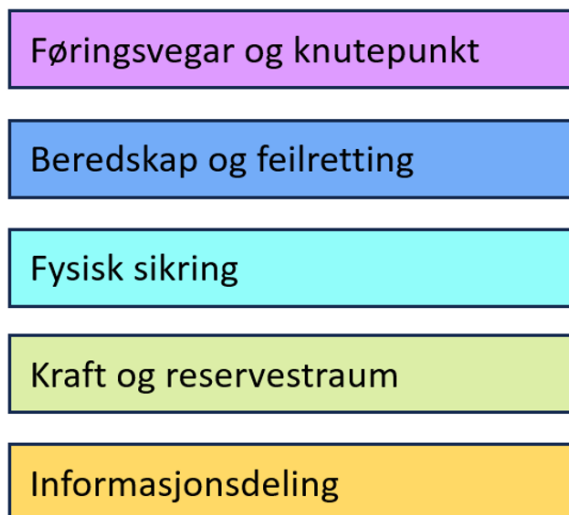 Føringsvegar og knutepunkt
Beredskap og feilretting
Fysisk sikring
Kraft og reservestraum
Informasjonsdeling